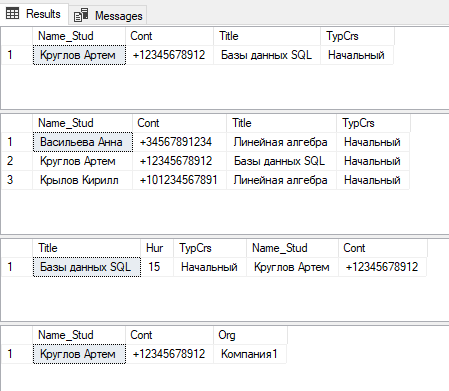 Results Messages
Name_Stud Cont Title TypCrs
1 Круглов Артем +12345678912 Базы данных SQL Начальный
Name_Stud Cont Title TypCrs
1 Васильева Анна +34567891234 Линейная алгебра Начальный
2 Круглов Артем +12345678912 Базы данных SQL Начальный
3 Крылов Кирилл +101234567891 Линейная алгебра Начальный
Title Hur TypCrs Name_Stud Cont
1 Базы данных SQL 15 Начальный Круглов Артем +12345678912
Name_Stud Cont Org
1 Круглов Артем +12345678912 Компания1